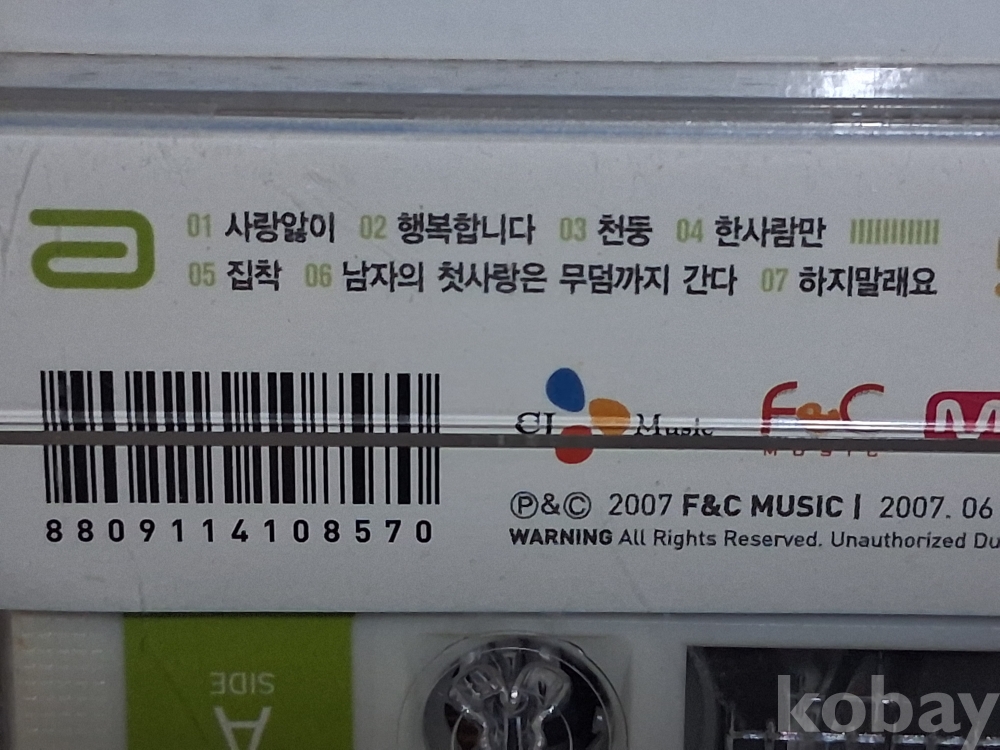 01 사랑앓이 02 행복합니다 03 천둥 04 한사람만
05 집착 06 남자의 첫사랑은 무덤까지 간다 07 하지말래요
CJ Music
F&C MUSIC
M
8809114108570
Ⓟ&© 2007 F&C MUSIC | 2007. 06
WARNING All Rights Reserved. Unauthorized Du
SIDE
A
kobay